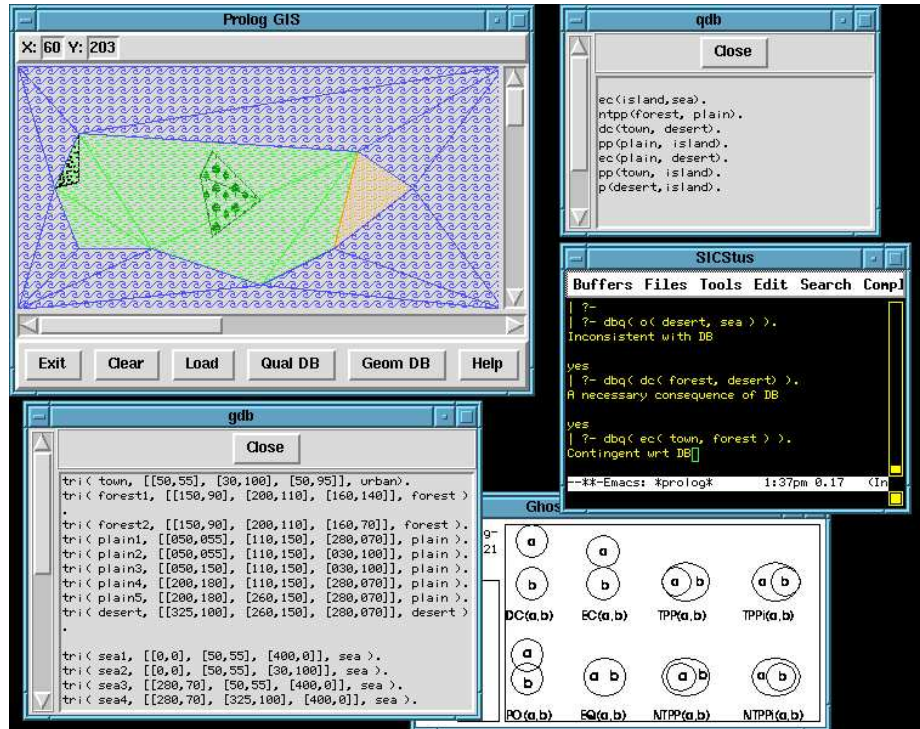 Prolog GIS
X: 60 Y: 203
Exit Clear Load Qual DB Geom DB Help
qdb
Close
ec(island,sea).
ntpp(forest, plain).
dc(town, desert).
pp(plain, island).
ec(plain, desert).
pp(town, island).
p(desert,island).
SICStus
Buffers Files Tools Edit Search Compl
| ?-
| ?- dbq( o( desert, sea ) ).
Inconsistent with DB
yes
| ?- dbq( dc( forest, desert) ).
A necessary consequence of DB
yes
| ?- dbq( ec( town, forest ) ).
Contingent wrt DB
--**-Emacs: *prolog* 1:37pm 0.17 (In
gdb
Close
tri( town, [[50,55], [30,100], [50,95]], urban).
tri( forest1, [[150,90], [200,110], [160,140]], forest )
.
tri( forest2, [[150,90], [200,110], [160,70]], forest ).
tri( plain1, [[050,055], [110,150], [280,070]], plain ).
tri( plain2, [[050,055], [110,150], [030,100]], plain ).
tri( plain3, [[050,150], [110,150], [030,100]], plain ).
tri( plain4, [[200,180], [110,150], [280,070]], plain ).
tri( plain5, [[200,180], [260,150], [280,070]], plain ).
tri( desert, [[325,100], [260,150], [280,070]], desert )
.
tri( sea1, [[0,0], [50,55], [400,0]], sea ).
tri( sea2, [[0,0], [50,55], [30,100]], sea ).
tri( sea3, [[280,70], [50,55], [400,0]], sea ).
tri( sea4, [[280,70], [325,100], [400,0]], sea ).
Ghos
9-
21
a a
b b a b a b
DC(a,b) EC(a,b) TPP(a,b) TPPi(a,b)
a
b a b a b a b
PO(a,b) EQ(a,b) NTPP(a,b) NTPPi(a,b)